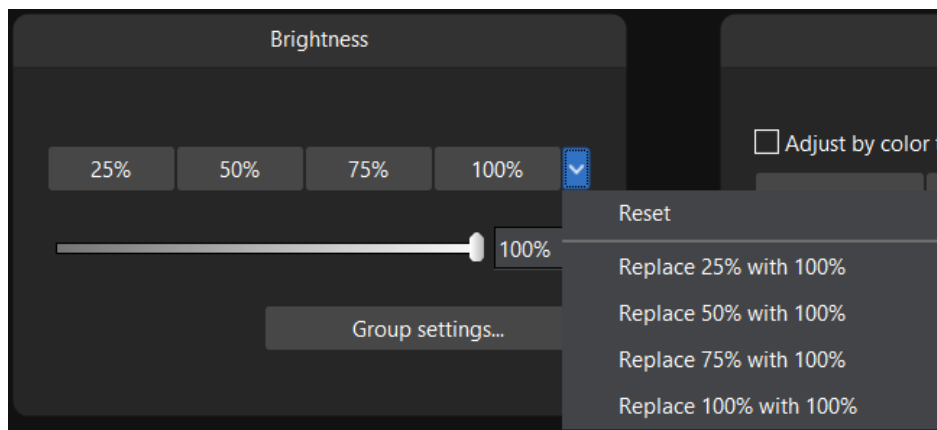 Brightness
Adjust by color
25% 50% 75% 100%
Reset
100%
Replace 25% with 100%
Replace 50% with 100%
Group settings...
Replace 75% with 100%
Replace 100% with 100%